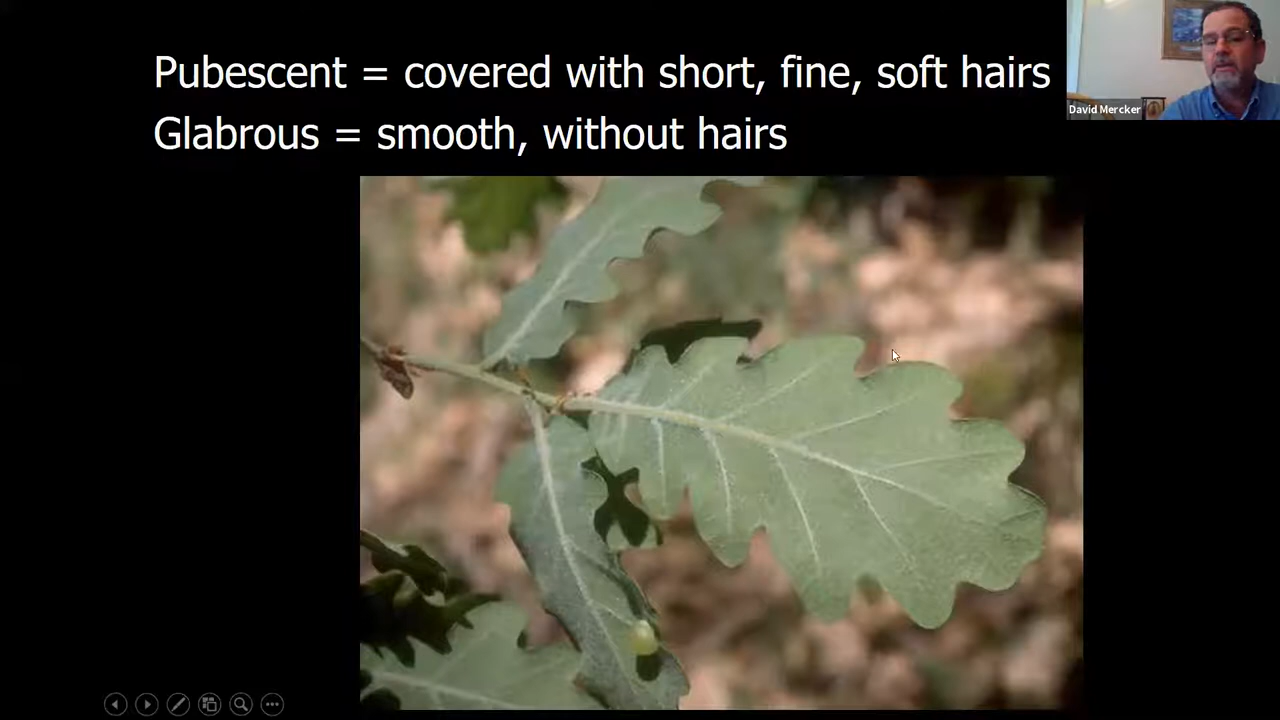 Pubescent = covered with short, fine, soft hairs
David Mercker
Glabrous = smooth, without hairs